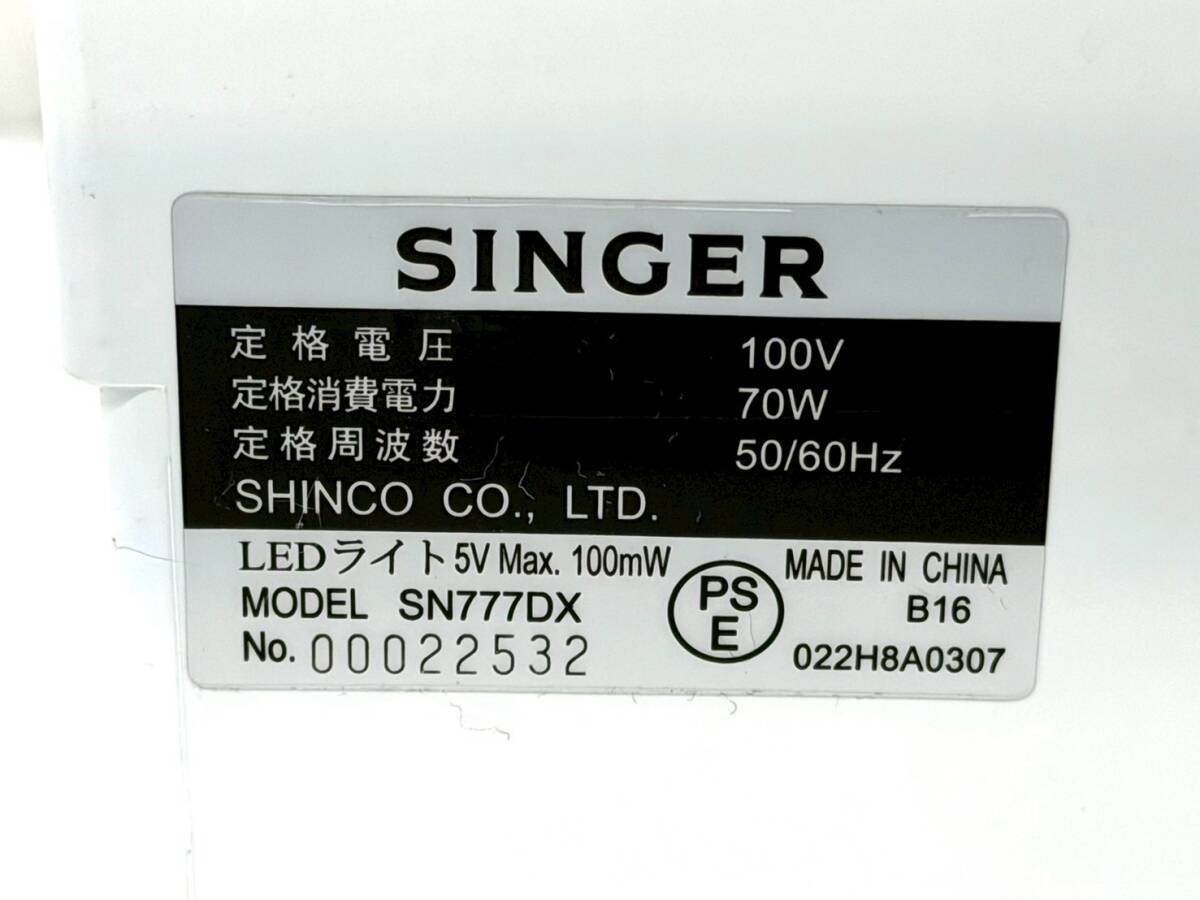 SINGER
定格電圧 100V
定格消費電力 70W
定格周波数 50/60Hz
SHINCO CO., LTD.
LEDライト 5V Max. 100mW
MODEL SN777DX
No. 00022532
PS
E
MADE IN CHINA
B16
022H8A0307